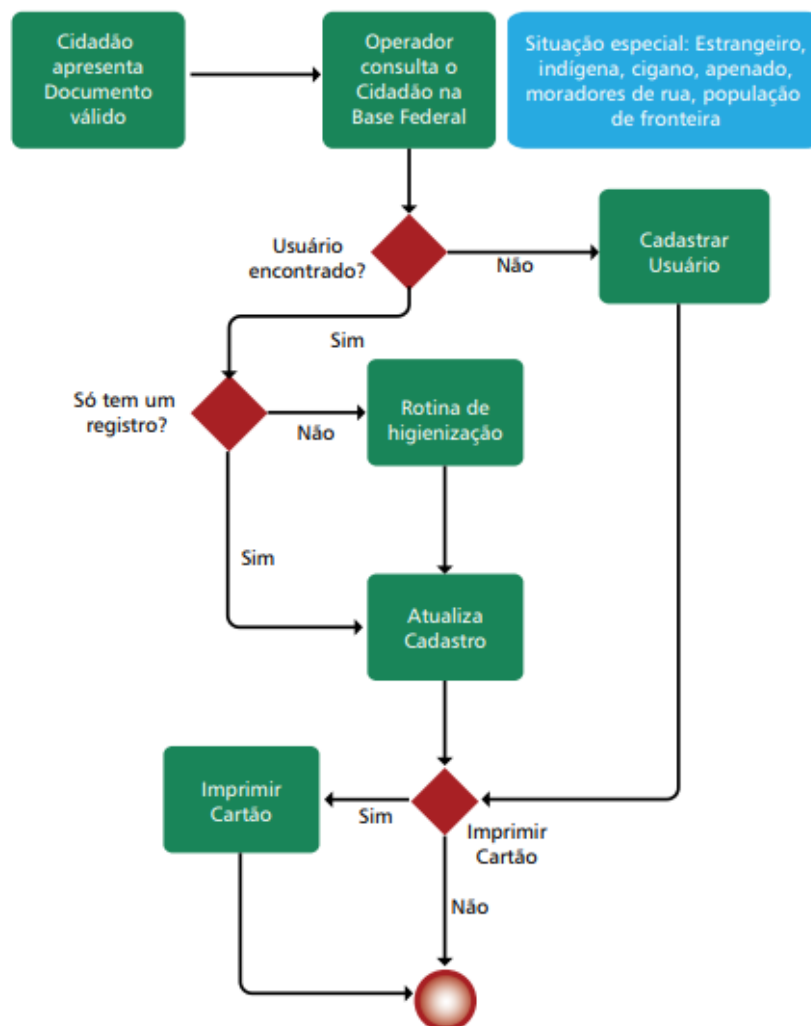 Cidadão
apresenta
Documento
válido
Operador
consulta o
Cidadão na
Base Federal
Situação especial: Estrangeiro,
indígena, cigano, apenado,
moradores de rua, população
de fronteira
Usuário
encontrado?
Não
Cadastrar
Usuário
Sim
Só tem um
registro?
Não
Rotina de
higienização
Sim
Atualiza
Cadastro
Imprimir
Cartão
Sim
Imprimir
Cartão
Não